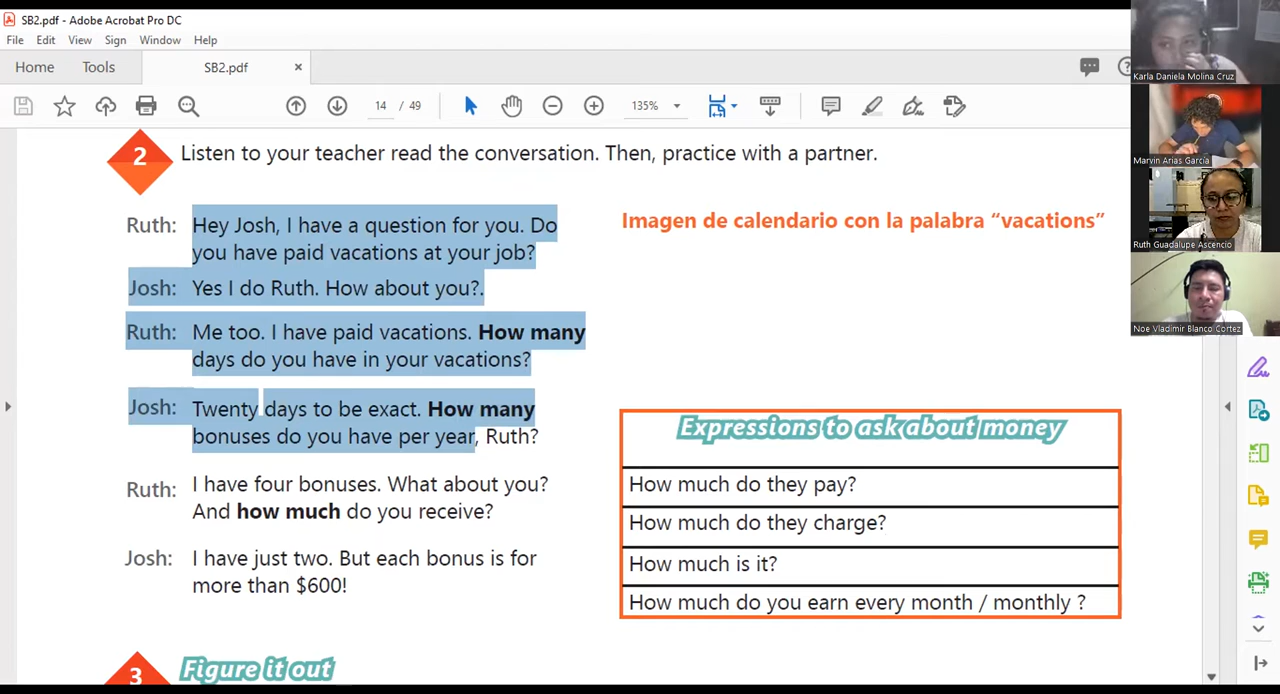 SB2.pdf - Adobe Acrobat Pro DC
File Edit View Sign Window Help
Home Tools SB2.pdf ×
14 / 49 135%
2 Listen to your teacher read the conversation. Then, practice with a partner.
Ruth: Hey Josh, I have a question for you. Do
you have paid vacations at your job?
Josh: Yes I do Ruth. How about you?.
Ruth: Me too. I have paid vacations. How many
days do you have in your vacations?
Josh: Twenty days to be exact. How many
bonuses do you have per year, Ruth?
Ruth: I have four bonuses. What about you?
And how much do you receive?
Josh: I have just two. But each bonus is for
more than $600!
Imagen de calendario con la palabra “vacations”
Expressions to ask about money
How much do they pay?
How much do they charge?
How much is it?
How much do you earn every month / monthly ?
3 Figure it out
Karla Daniela Molina Cruz
Marvin Arias García
Ruth Guadalupe Ascencio
Noe Vladimir Blanco Cortez